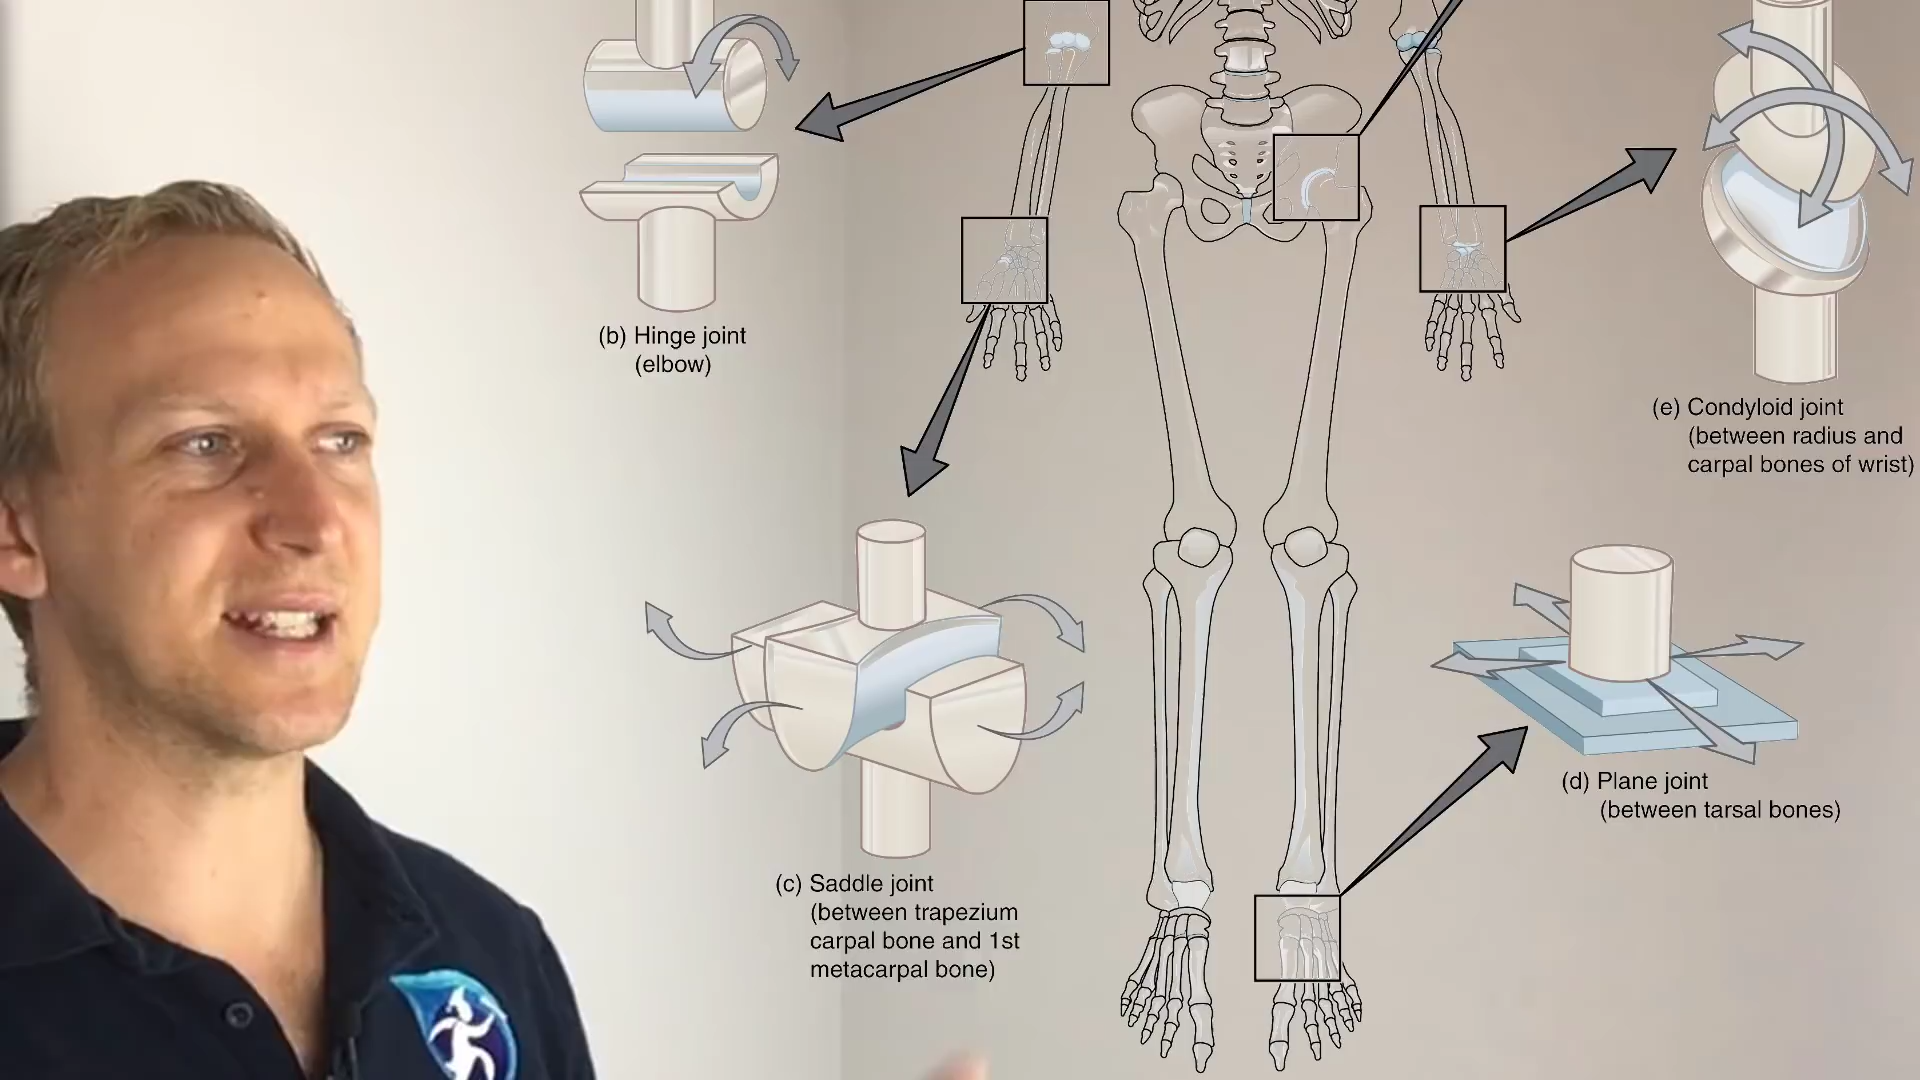 (b) Hinge joint
(elbow)
(c) Saddle joint
(between trapezium
carpal bone and 1st
metacarpal bone)
(e) Condyloid joint
(between radius and
carpal bones of wrist)
(d) Plane joint
(between tarsal bones)